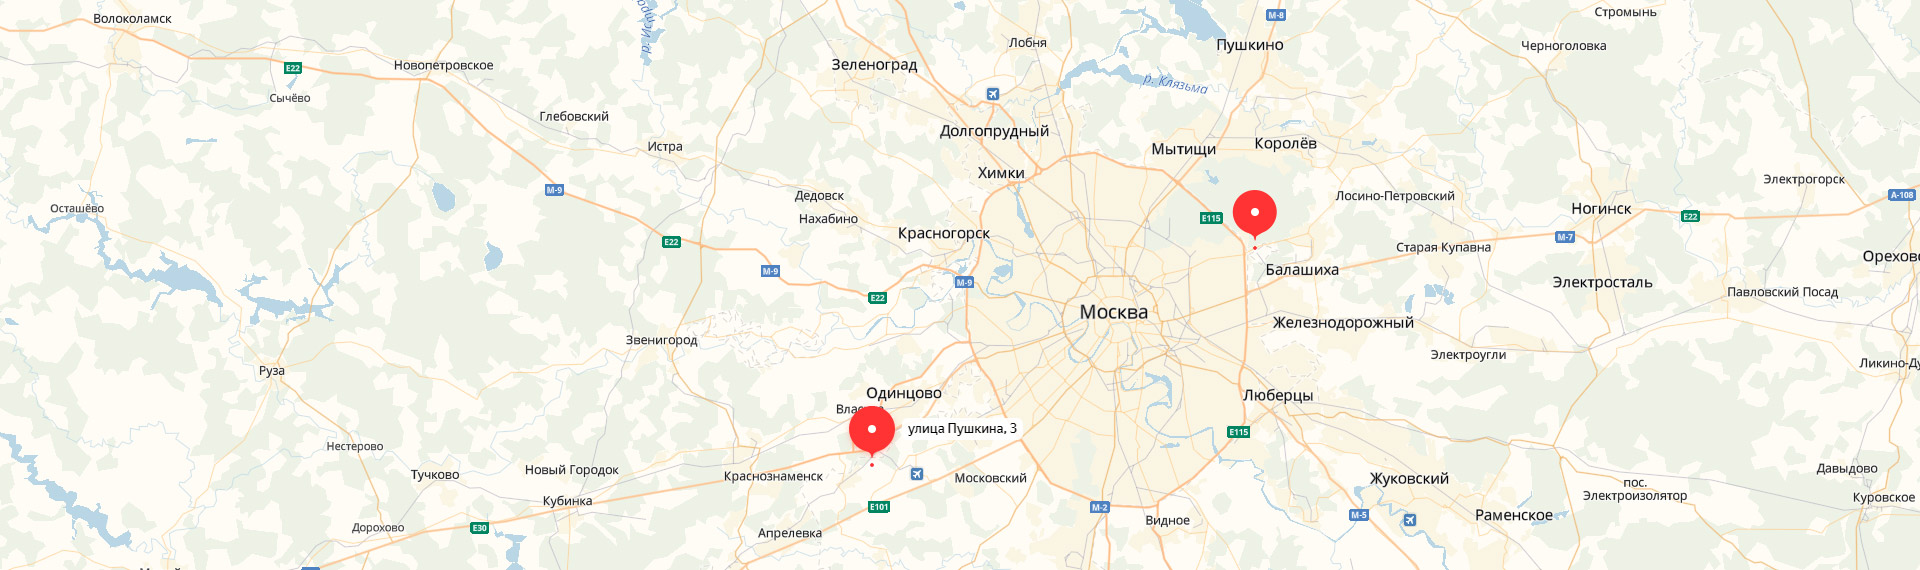 Волоколамск
М-8
Стромынь
Пушкино
Лобня
Черноголовка
Зеленоград
Новопетровское
E22
Сычёво
р. Клязьма
Глебовский
Долгопрудный
Истра
Мытищи
Королёв
Химки
Электрогорск
М-9
Дедовск
Лосино-Петровский
А-108
Осташёво
Нахабино
E115
Ногинск
E22
Красногорск
М-7
E22
Старая Купавна
Орехово
М-9
Балашиха
М-9
Электросталь
E22
Павловский Посад
Москва
Железнодорожный
Звенигород
Электроугли
Руза
Ликино-Ду
Одинцово
Люберцы
улица Пушкина, 3
E115
Нестерово
Новый Городок
Давыдово
Тучково
Краснознаменск
Московский
Жуковский
пос.
Электроизолятор
Кубинка
Куровское
E101
М-2
М-5
Раменское
Дорохово
E30
Апрелевка
Видное